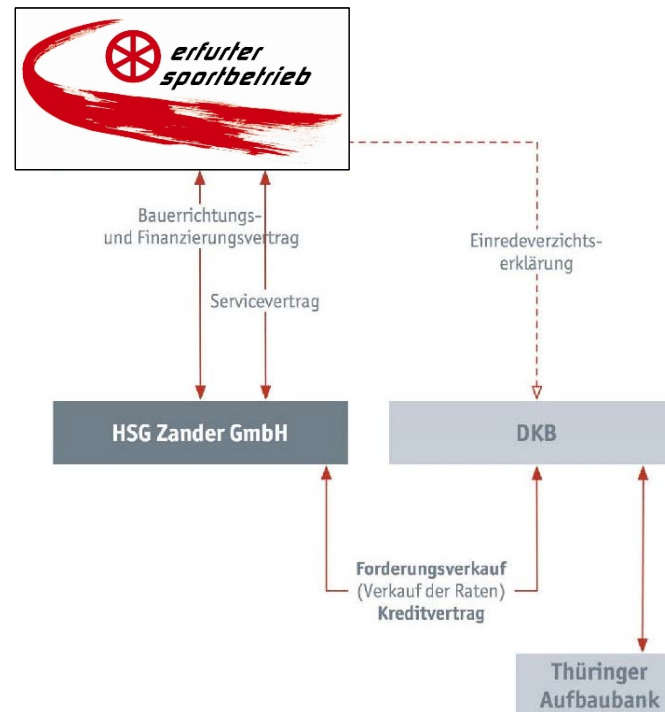 erfurter
sportbetrieb
Bauerrichtungs-
und Finanzierungsvertrag
Einredeverzichts-
erklärung
Servicevertrag
HSG Zander GmbH
DKB
Forderungsverkauf
(Verkauf der Raten)
Kreditvertrag
Thüringer
Aufbaubank